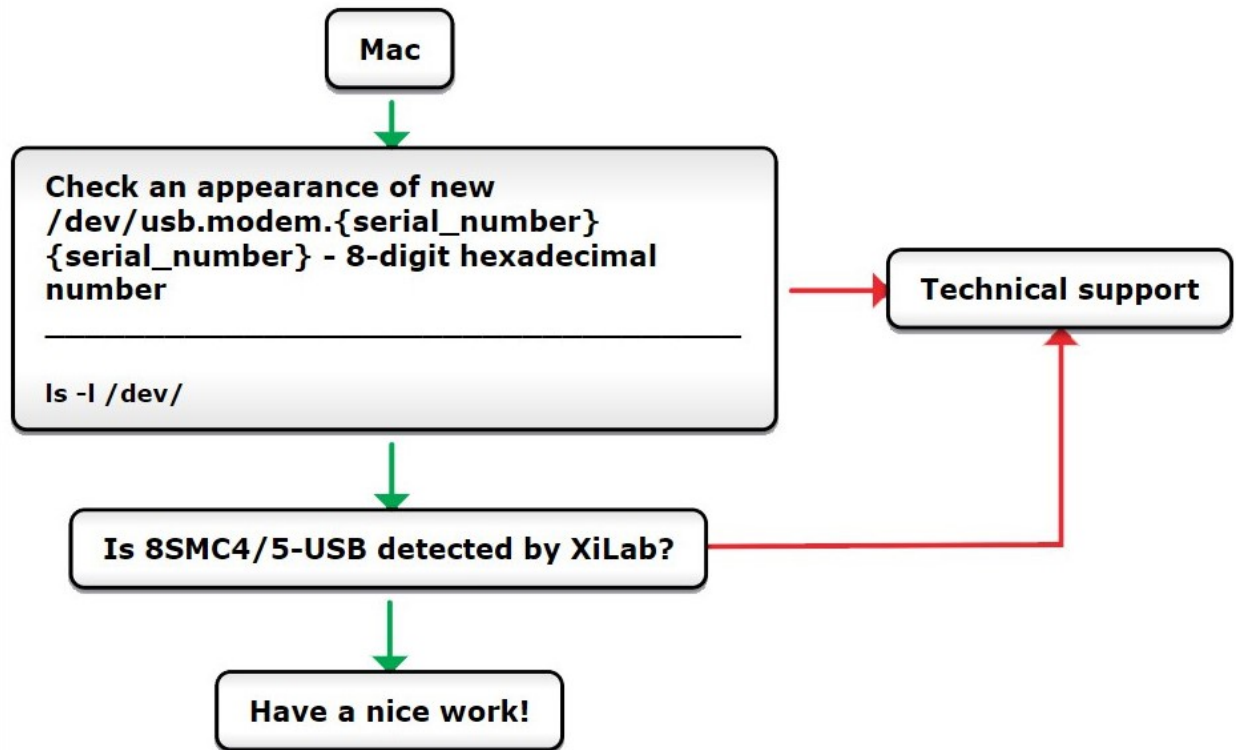 Mac
Check an appearance of new
/dev/usb.modem.{serial_number}
{serial_number} - 8-digit hexadecimal
number
ls -l /dev/
Technical support
Is 8SMC4/5-USB detected by XiLab?
Have a nice work!